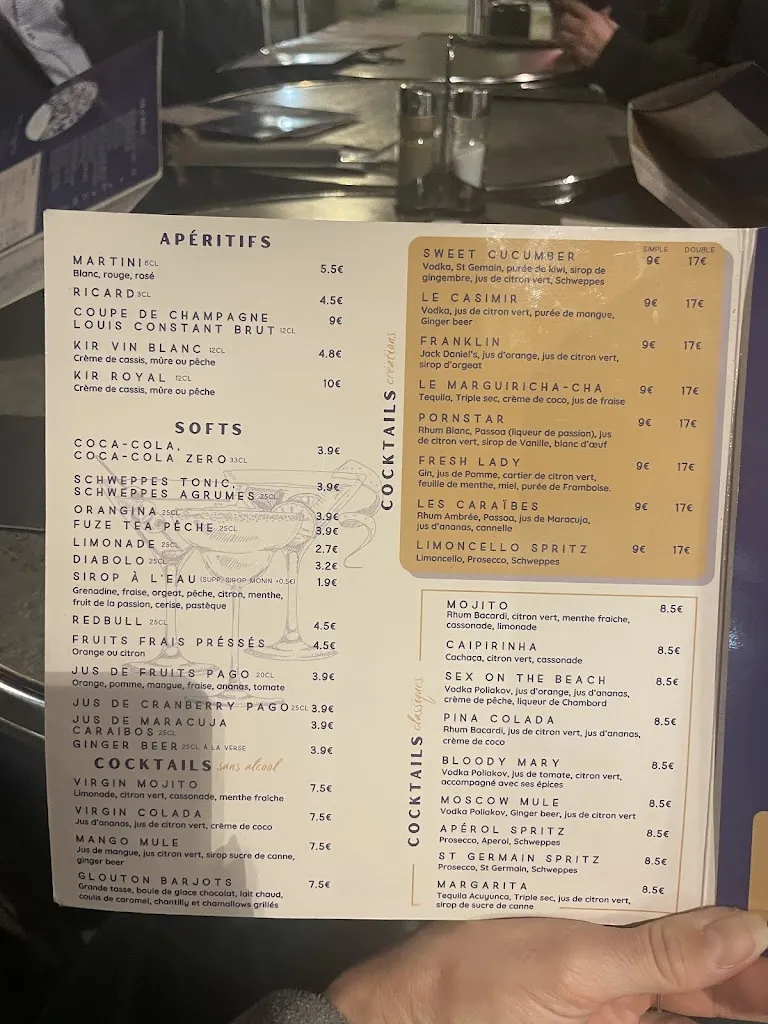 APÉRITIFS
MARTINI 6CL 5.5€
Blanc, rouge, rosé
RICARD 3CL 4.5€
COUPE DE CHAMPAGNE 9€
LOUIS CONSTANT BRUT 12CL
KIR VIN BLANC 12CL 4.8€
Crème de cassis, mûre ou pêche
KIR ROYAL 12CL 10€
Crème de cassis, mûre ou pêche
SOFTS
COCA-COLA, 3.9€
COCA-COLA ZERO 33CL
SCHWEPPES TONIC, 3.9€
SCHWEPPES AGRUMES 25CL
ORANGINA 25CL 3.9€
FUZE TEA PÊCHE 25CL 3.9€
LIMONADE 25CL 2.7€
DIABOLO 25CL 3.2€
SIROP À L'EAU (SUPP. SIROP MONIN +0.5€) 1.9€
Grenadine, fraise, orgeat, pêche, citron, menthe,
fruit de la passion, cerise, pastèque
REDBULL 25CL 4.5€
FRUITS FRAIS PRÉSSÉS 4.5€
Orange ou citron
JUS DE FRUITS PAGO 20CL 3.9€
Orange, pomme, mangue, fraise, ananas, tomate
JUS DE CRANBERRY PAGO 25CL 3.9€
JUS DE MARACUJA 3.9€
CARAIBOS 25CL
GINGER BEER 25CL À LA VERSE 3.9€
COCKTAILS sans alcool
VIRGIN MOJITO 7.5€
Limonade, citron vert, cassonade, menthe fraîche
VIRGIN COLADA 7.5€
Jus d'ananas, jus de citron vert, crème de coco
MANGO MULE 7.5€
Jus de mangue, jus citron vert, sirop sucre de canne,
ginger beer
GLOUTON BARJOTS 7.5€
Grande tasse, boule de glace chocolat, lait chaud,
coulis de caramel, chantilly et chamallows grillés
COCKTAILS créations
SIMPLE DOUBLE
SWEET CUCUMBER 9€ 17€
Vodka, St Gemain, purée de kiwi, sirop de
gingembre, jus de citron vert, Schweppes
LE CASIMIR 9€ 17€
Vodka, jus de citron vert, purée de mangue,
Ginger beer
FRANKLIN 9€ 17€
Jack Daniel's, jus d'orange, jus de citron vert,
sirop d'orgeat
LE MARGUIRICHA-CHA 9€ 17€
Tequila, Triple sec, crème de coco, jus de fraise
PORNSTAR 9€ 17€
Rhum Blanc, Passoa (liqueur de passion), jus
de citron vert, sirop de Vanille, blanc d'œuf
FRESH LADY 9€ 17€
Gin, jus de Pomme, cartier de citron vert,
feuille de menthe, miel, purée de Framboise.
LES CARAÏBES 9€ 17€
Rhum Ambrée, Passoa, jus de Maracuja,
jus d'ananas, cannelle
LIMONCELLO SPRITZ 9€ 17€
Limoncello, Prosecco, Schweppes
COCKTAILS classiques
MOJITO 8.5€
Rhum Bacardi, citron vert, menthe fraiche,
cassonade, limonade
CAIPIRINHA 8.5€
Cachaça, citron vert, cassonade
SEX ON THE BEACH 8.5€
Vodka Poliakov, jus d'orange, jus d'ananas,
crème de pêche, liqueur de Chambord
PINA COLADA 8.5€
Rhum Bacardi, jus de citron vert, jus d'ananas,
crème de coco
BLOODY MARY 8.5€
Vodka Poliakov, jus de tomate, citron vert,
accompagné avec ses épices
MOSCOW MULE 8.5€
Vodka Poliakov, Ginger beer, jus de citron vert
APÉROL SPRITZ 8.5€
Prosecco, Aperol, Schweppes
ST GERMAIN SPRITZ 8.5€
Prosecco, St Germain, Schweppes
MARGARITA 8.5€
Tequila Acuyunca, Triple sec, jus de citron vert,
sirop de sucre de canne